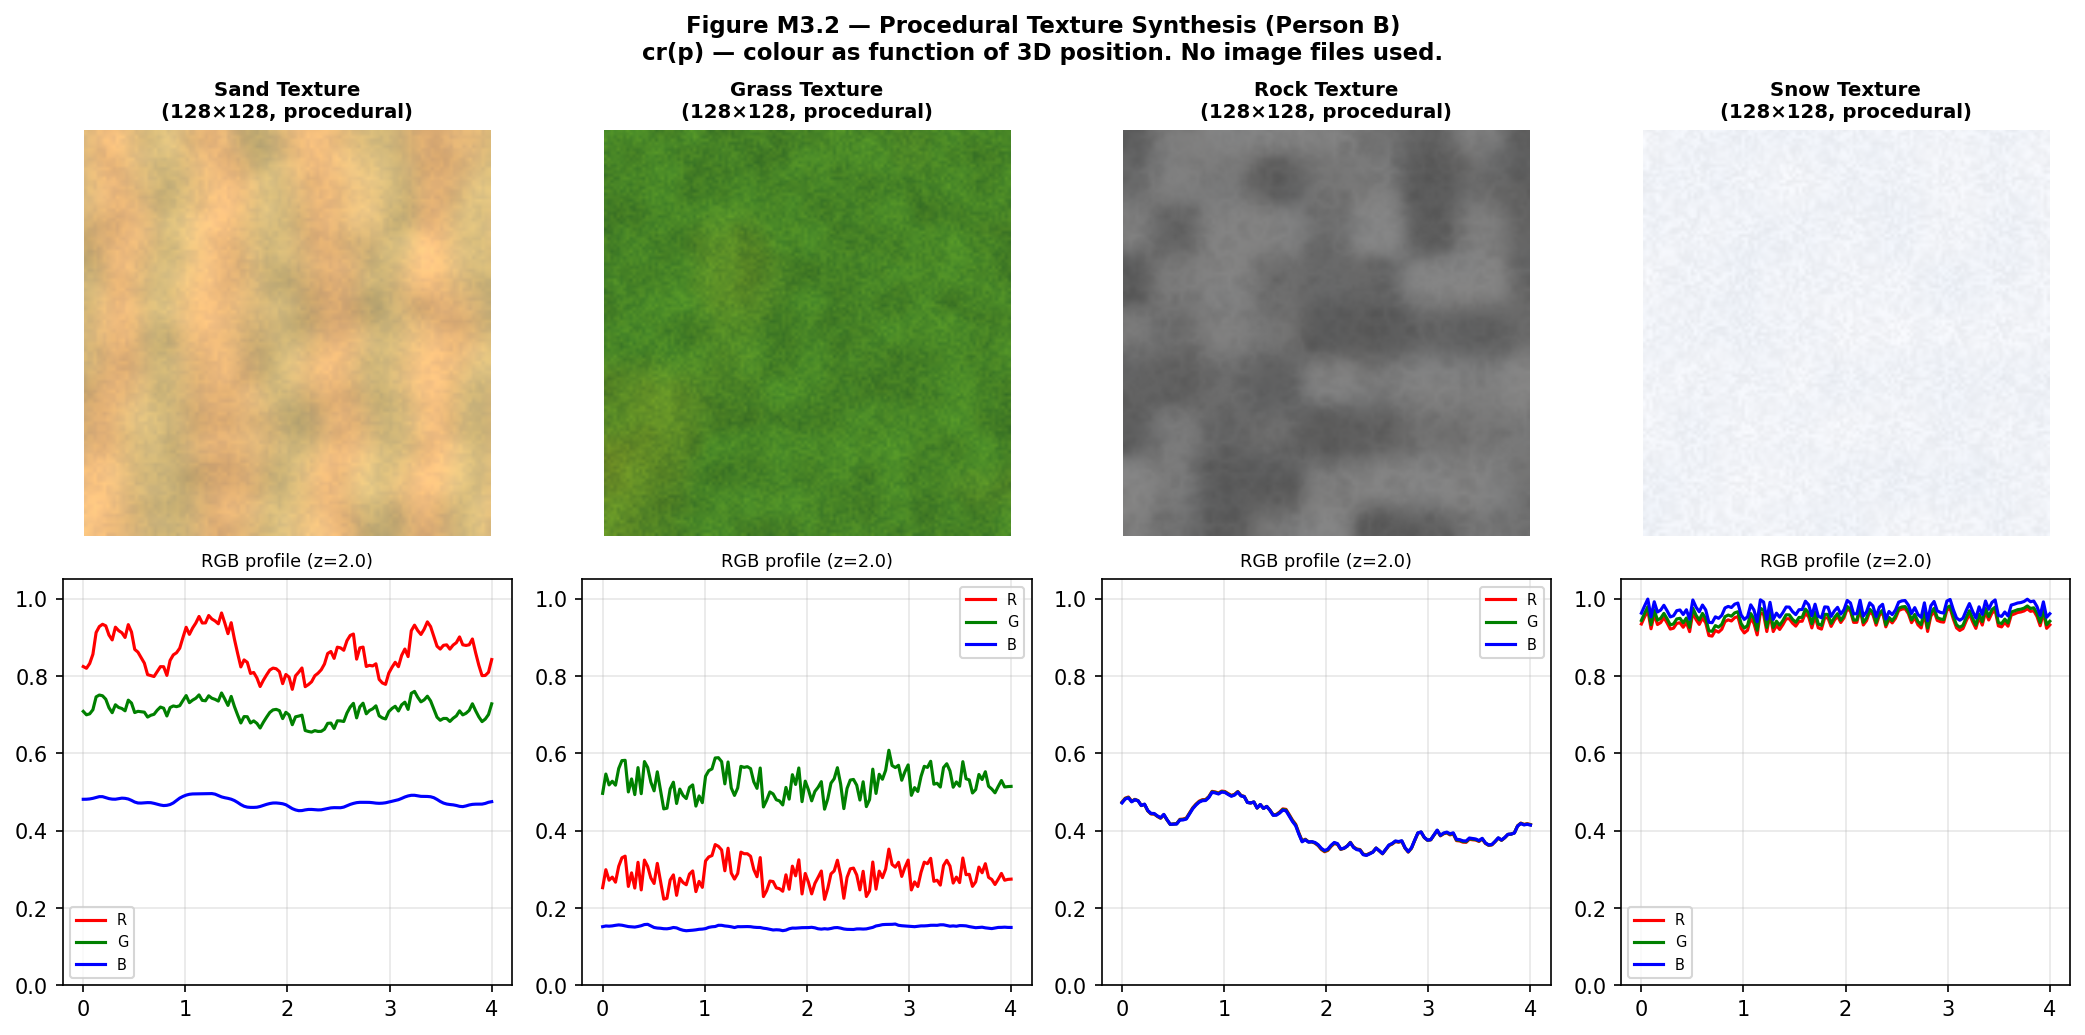 Figure M3.2 — Procedural Texture Synthesis (Person B)
cr(p) — colour as function of 3D position. No image files used.
Sand Texture
(128×128, procedural)
Grass Texture
(128×128, procedural)
Rock Texture
(128×128, procedural)
Snow Texture
(128×128, procedural)
RGB profile (z=2.0)
1.0
0.8
0.6
0.4
0.2
0.0
R
G
B
0 1 2 3 4
RGB profile (z=2.0)
1.0
0.8
0.6
0.4
0.2
0.0
R
G
B
0 1 2 3 4
RGB profile (z=2.0)
1.0
0.8
0.6
0.4
0.2
0.0
R
G
B
0 1 2 3 4
RGB profile (z=2.0)
1.0
0.8
0.6
0.4
0.2
0.0
R
G
B
0 1 2 3 4